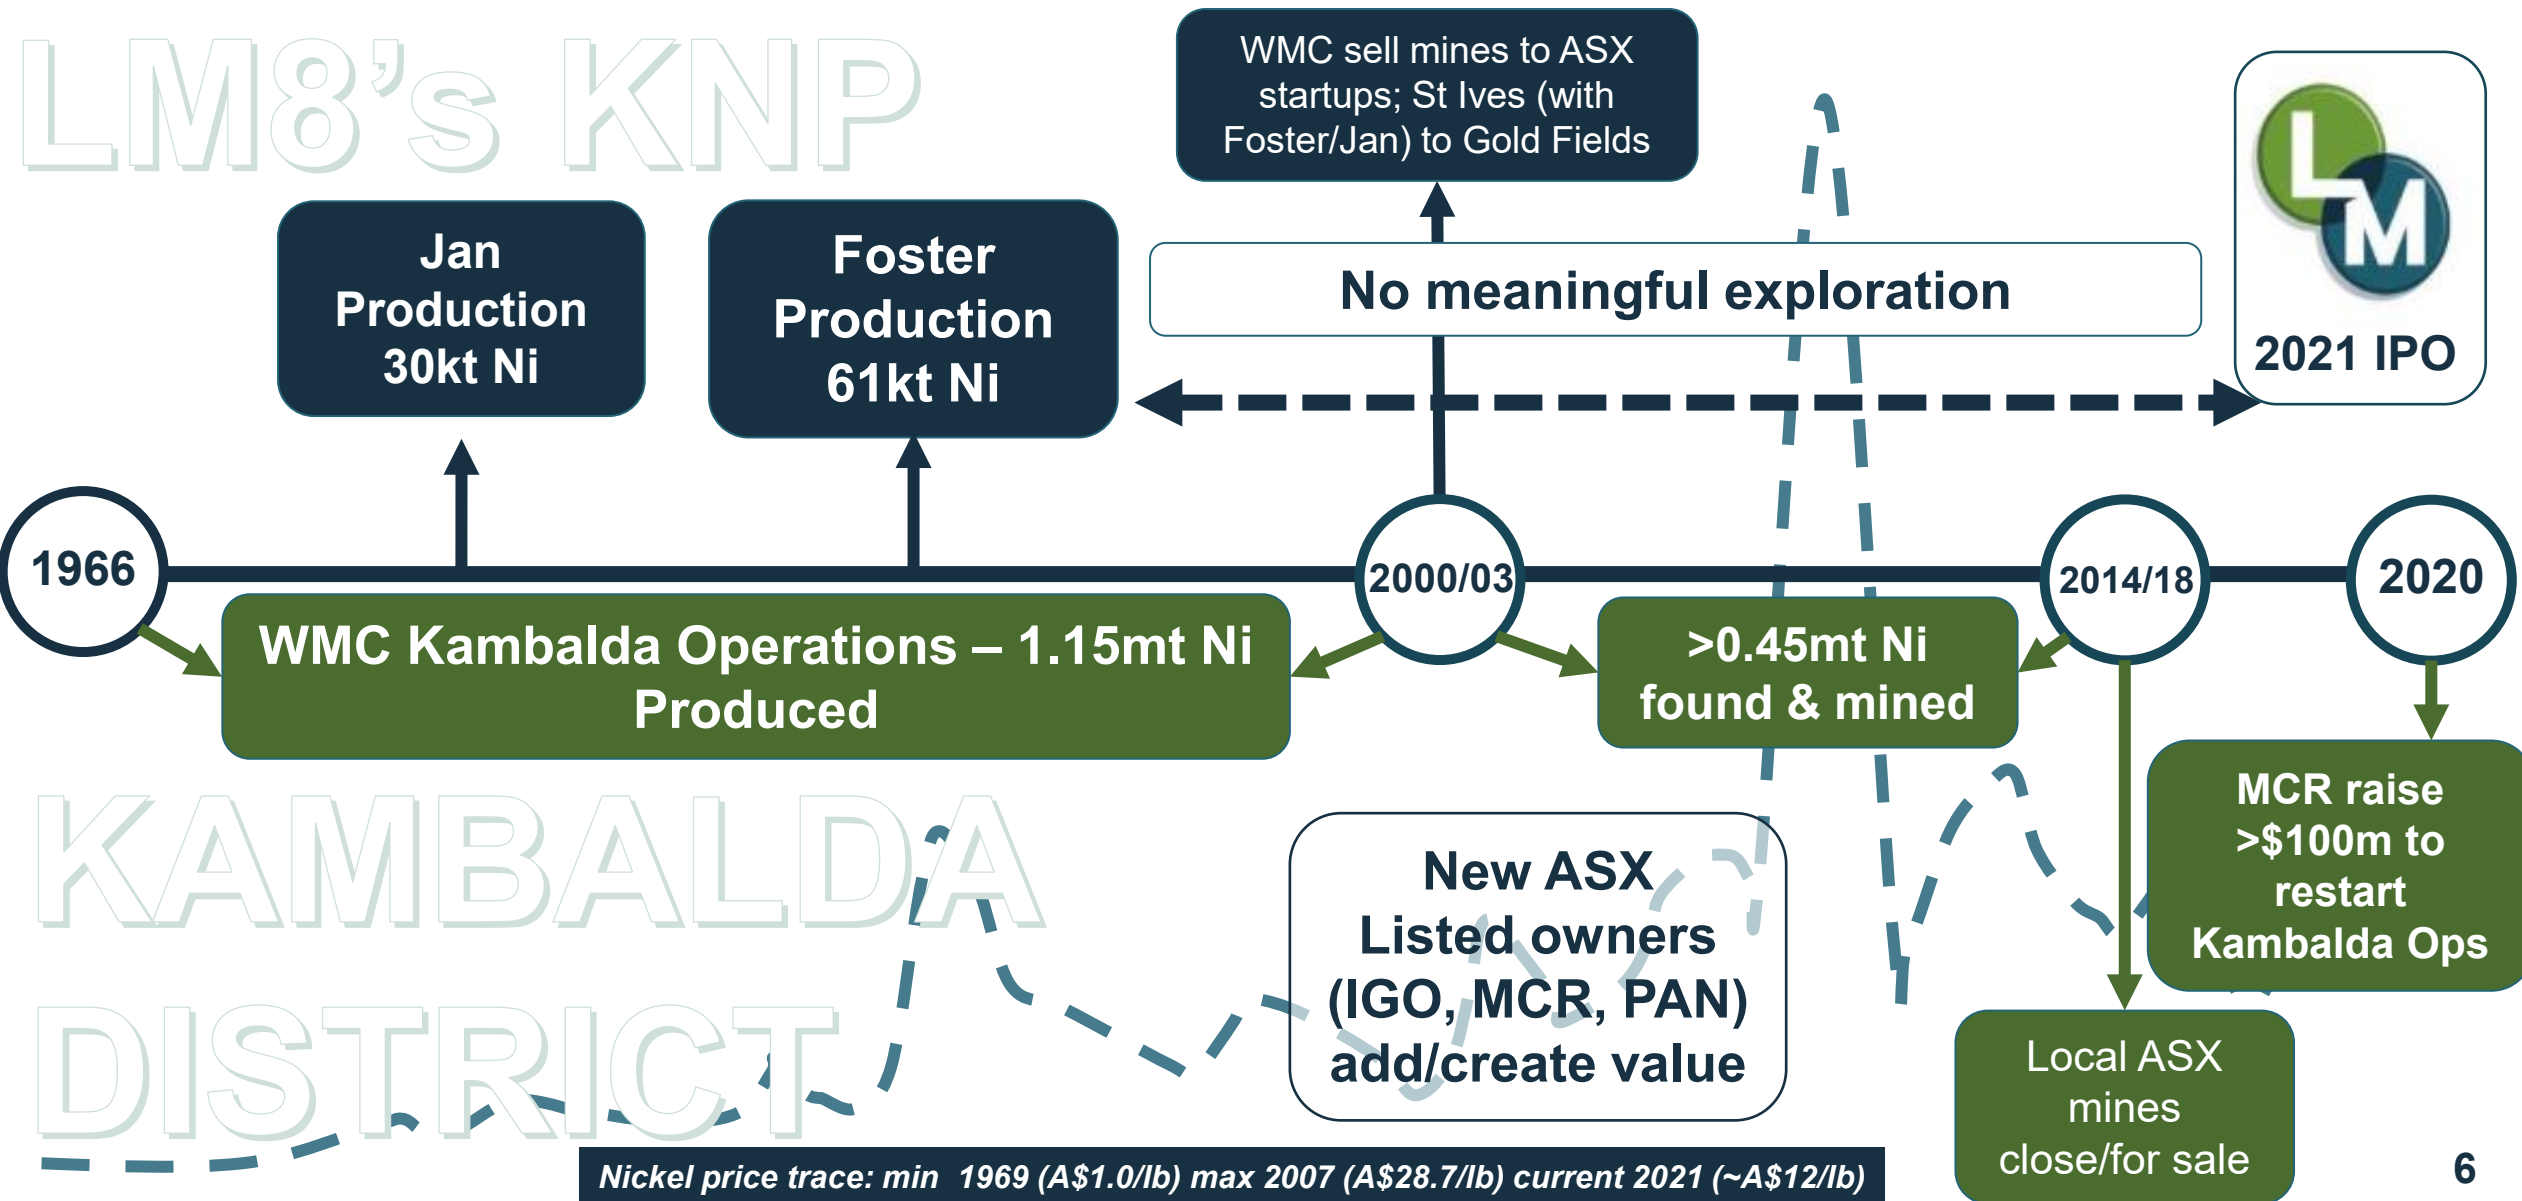 LM8's KNP
WMC sell mines to ASX
startups; St Ives (with
Foster/Jan) to Gold Fields
LM
2021 IPO
Jan
Production
30kt Ni
Foster
Production
61kt Ni
No meaningful exploration
1966
2000/03
2014/18
2020
WMC Kambalda Operations – 1.15mt Ni
Produced
>0.45mt Ni
found & mined
MCR raise
>$100m to
restart
Kambalda Ops
KAMBALDA
DISTRICT
New ASX
Listed owners
(IGO, MCR, PAN)
add/create value
Local ASX
mines
close/for sale
Nickel price trace: min 1969 (A$1.0/lb) max 2007 (A$28.7/lb) current 2021 (~A$12/lb)
6